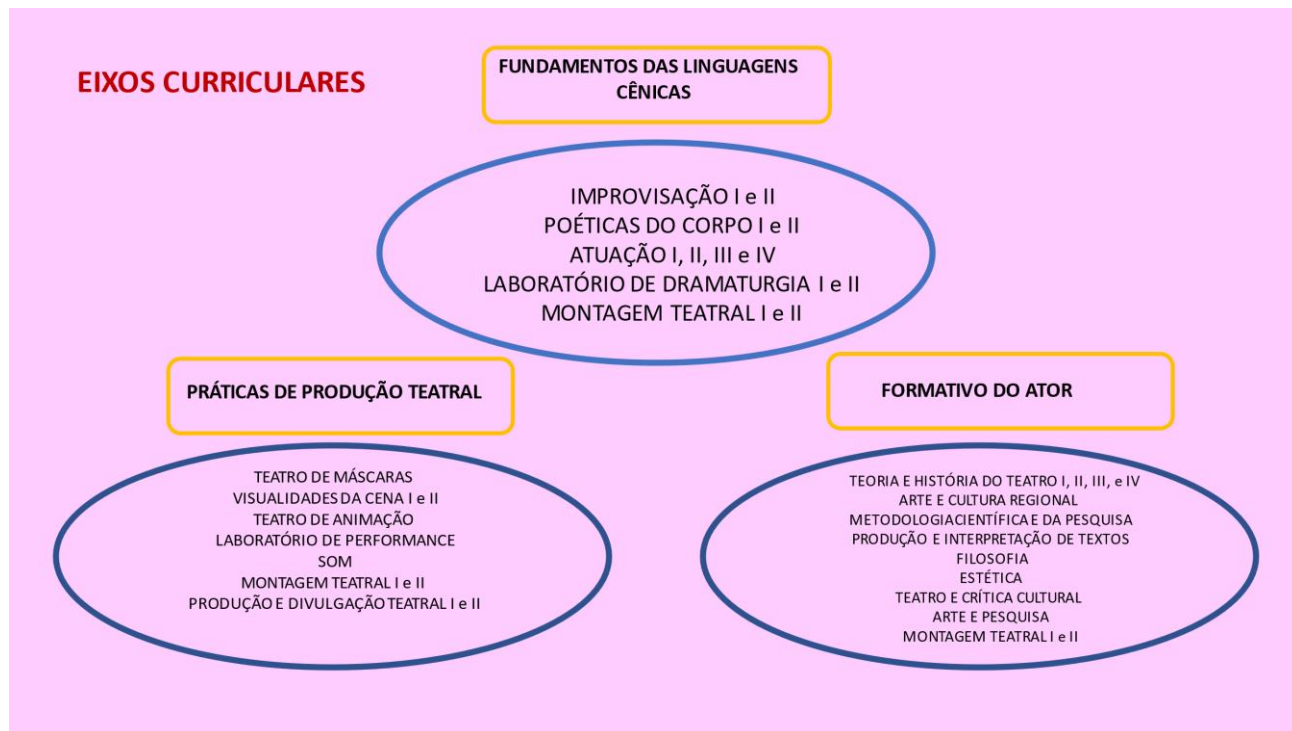 EIXOS CURRICULARES
FUNDAMENTOS DAS LINGUAGENS
CÊNICAS
IMPROVISAÇÃO I e II
POÉTICAS DO CORPO I e II
ATUAÇÃO I, II, III e IV
LABORATÓRIO DE DRAMATURGIA I e II
MONTAGEM TEATRAL I e II
PRÁTICAS DE PRODUÇÃO TEATRAL
TEATRO DE MÁSCARAS
VISUALIDADES DA CENA I e II
TEATRO DE ANIMAÇÃO
LABORATÓRIO DE PERFORMANCE
SOM
MONTAGEM TEATRAL I e II
PRODUÇÃO E DIVULGAÇÃO TEATRAL I e II
FORMATIVO DO ATOR
TEORIA E HISTÓRIA DO TEATRO I, II, III, e IV
ARTE E CULTURA REGIONAL
METODOLOGIACIENTÍFICA E DA PESQUISA
PRODUÇÃO E INTERPRETAÇÃO DE TEXTOS
FILOSOFIA
ESTÉTICA
TEATRO E CRÍTICA CULTURAL
ARTE E PESQUISA
MONTAGEM TEATRAL I e II